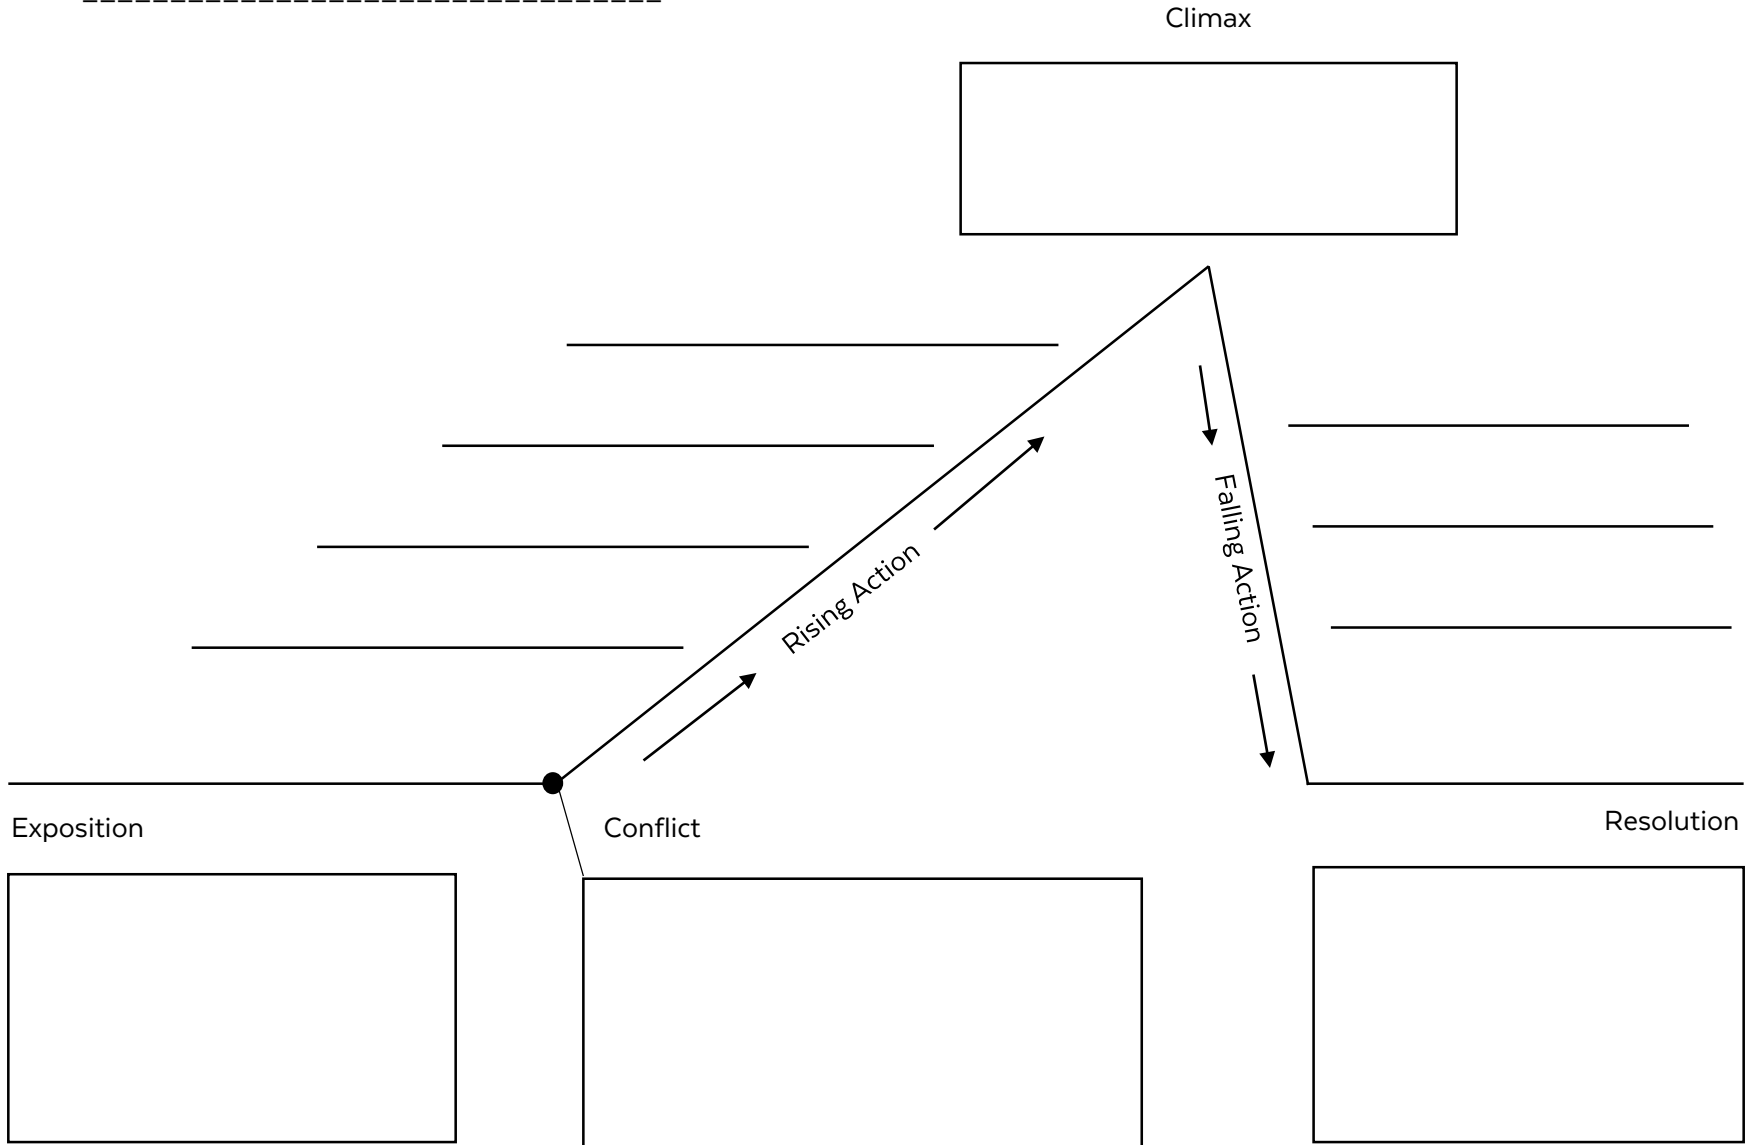 Climax
Rising Action
Falling Action
Exposition
Conflict
Resolution